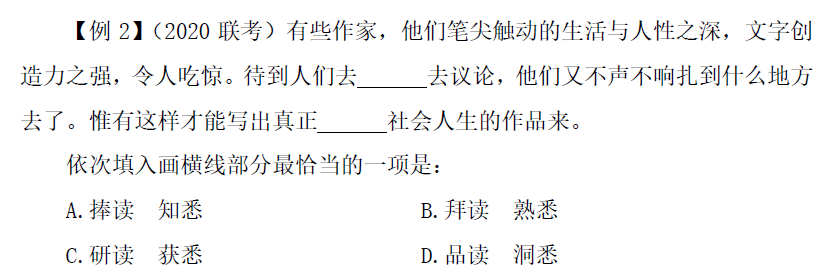 【例 2】（2020 联考）有些作家，他们笔尖触动的生活与人性之深，文字创
造力之强，令人吃惊。待到人们去______去议论，他们又不声不响扎到什么地方
去了。惟有这样才能写出真正______社会人生的作品来。
依次填入画横线部分最恰当的一项是：
A.捧读 知悉 B.拜读 熟悉
C.研读 获悉 D.品读 洞悉